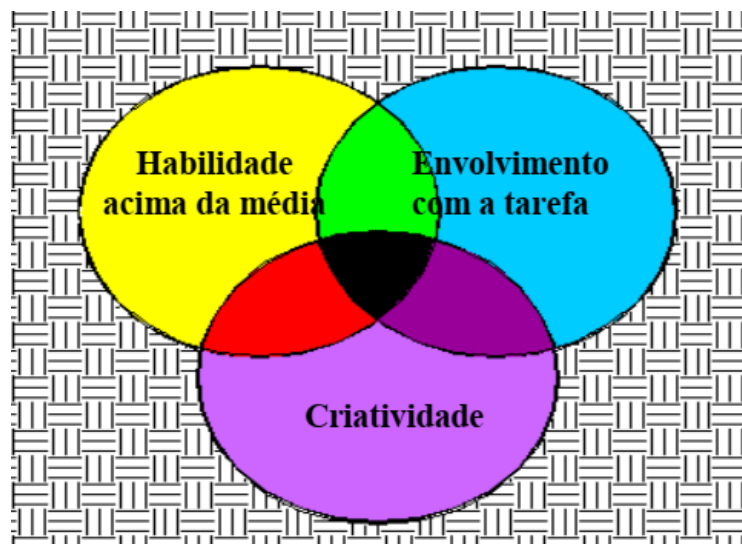 Habilidade
acima da média
Envolvimento
com a tarefa
Criatividade